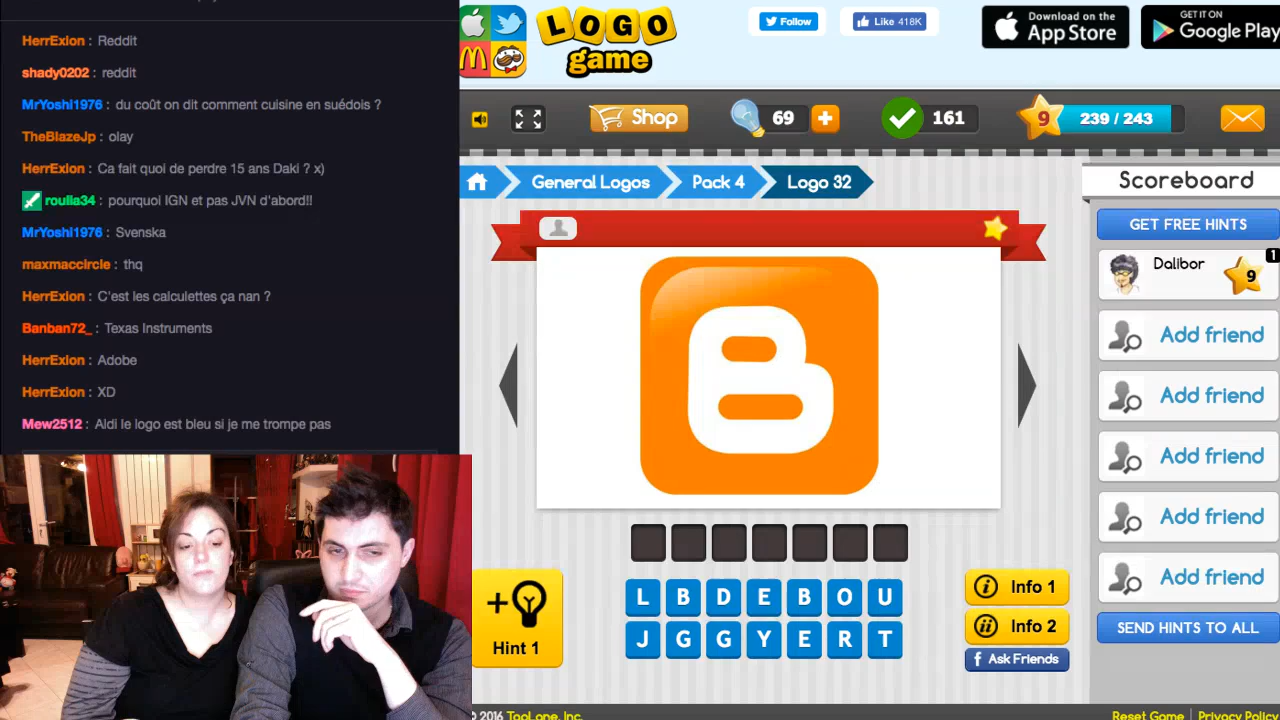 HerrExion : Reddit
shady0202 : reddit
MrYoshi1976 : du coût on dit comment cuisine en suédois ?
TheBlazeJp : olay
HerrExion : Ca fait quoi de perdre 15 ans Daki ? x)
roulla34 : pourquoi IGN et pas JVN d'abord!!
MrYoshi1976 : Svenska
maxmaccircle : thq
HerrExion : C'est les calculettes ça nan ?
Banban72_ : Texas Instruments
HerrExion : Adobe
HerrExion : XD
Mew2512 : Aldi le logo est bleu si je me trompe pas
LOGO
game
Follow
Like 418K
Download on the
App Store
GET IT ON
Google Play
Shop
69
161
9
239 / 243
General Logos
Pack 4
Logo 32
Scoreboard
GET FREE HINTS
Dalibor
9
1
Add friend
Add friend
Add friend
Add friend
Add friend
SEND HINTS TO ALL
B
Hint 1
L B D E B O U
J G G Y E R T
Info 1
Info 2
Ask Friends
© 2016 TooLane, Inc.
Reset Game | Privacy Policy